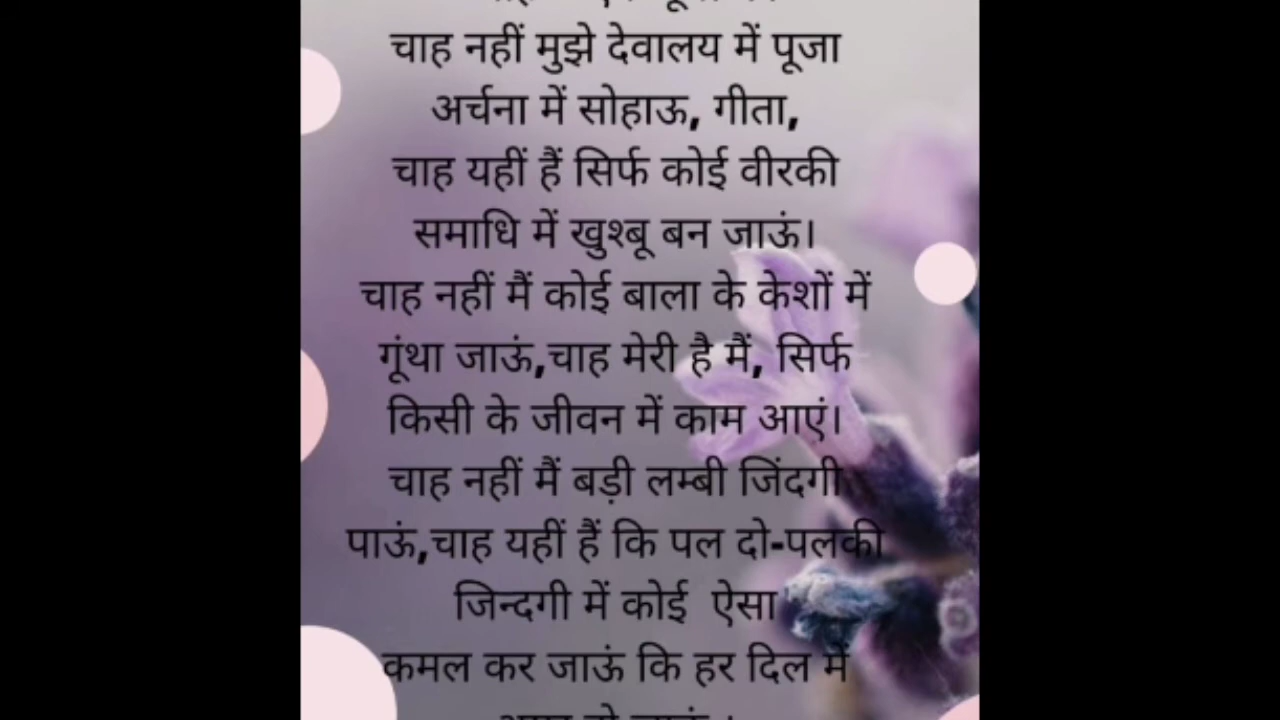 चाह नहीं मुझे देवालय में पूजा
अर्चना में सोहाऊ, गीता,
चाह यहीं हैं सिर्फ कोई वीरकी
समाधि में खुश्बू बन जाऊं।
चाह नहीं मैं कोई बाला के केशों में
गूंथा जाऊं,चाह मेरी है मैं, सिर्फ
किसी के जीवन में काम आएं।
चाह नहीं मैं बड़ी लम्बी जिंदगी
पाऊं,चाह यहीं हैं कि पल दो-पलकी
जिन्दगी में कोई ऐसा
कमल कर जाऊं कि हर दिल में